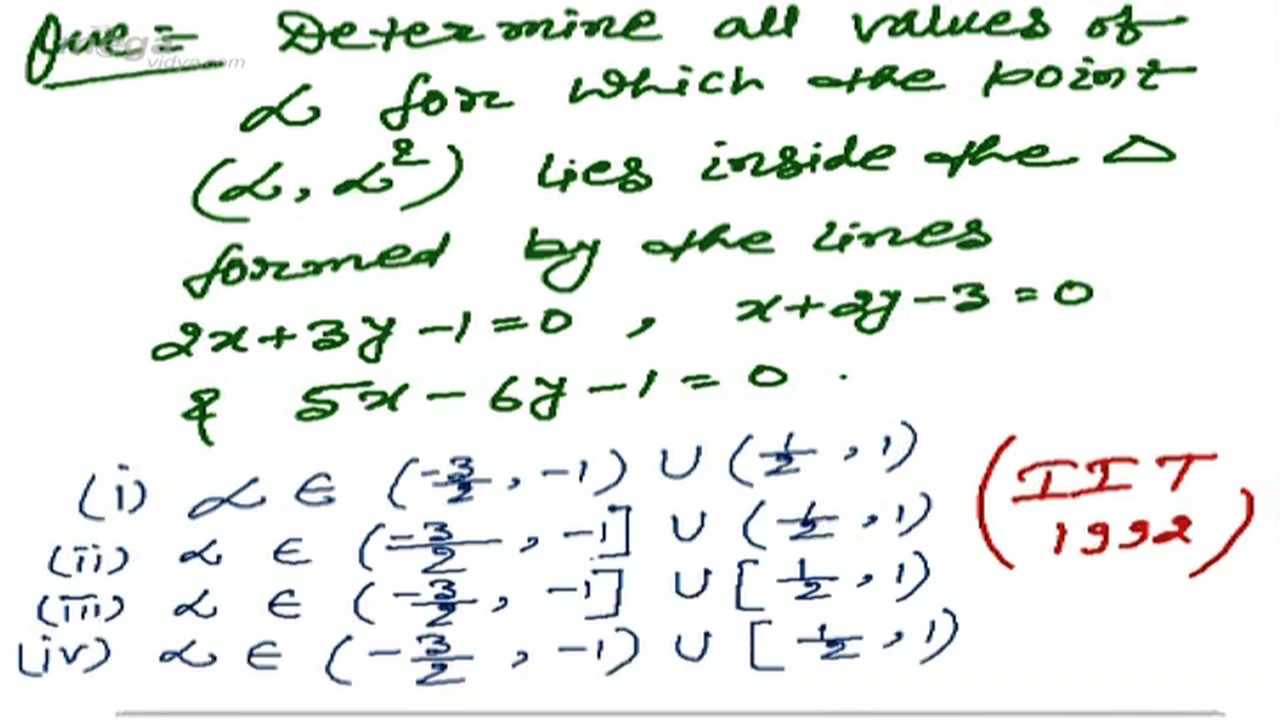 Que:- Determine all values of
α for which the point
(α, α²) lies inside the Δ
formed by the lines
2x+3y-1=0, x+2y-3=0
& 5x-6y-1=0.
(i) α ∈ (-3/2, -1) ∪ (1/2, 1)
(ii) α ∈ (-3/2, -1] ∪ (1/2, 1)
(iii) α ∈ (-3/2, -1] ∪ [1/2, 1)
(iv) α ∈ (-3/2, -1) ∪ [1/2, 1)
(IIT
1992)
vidya.com